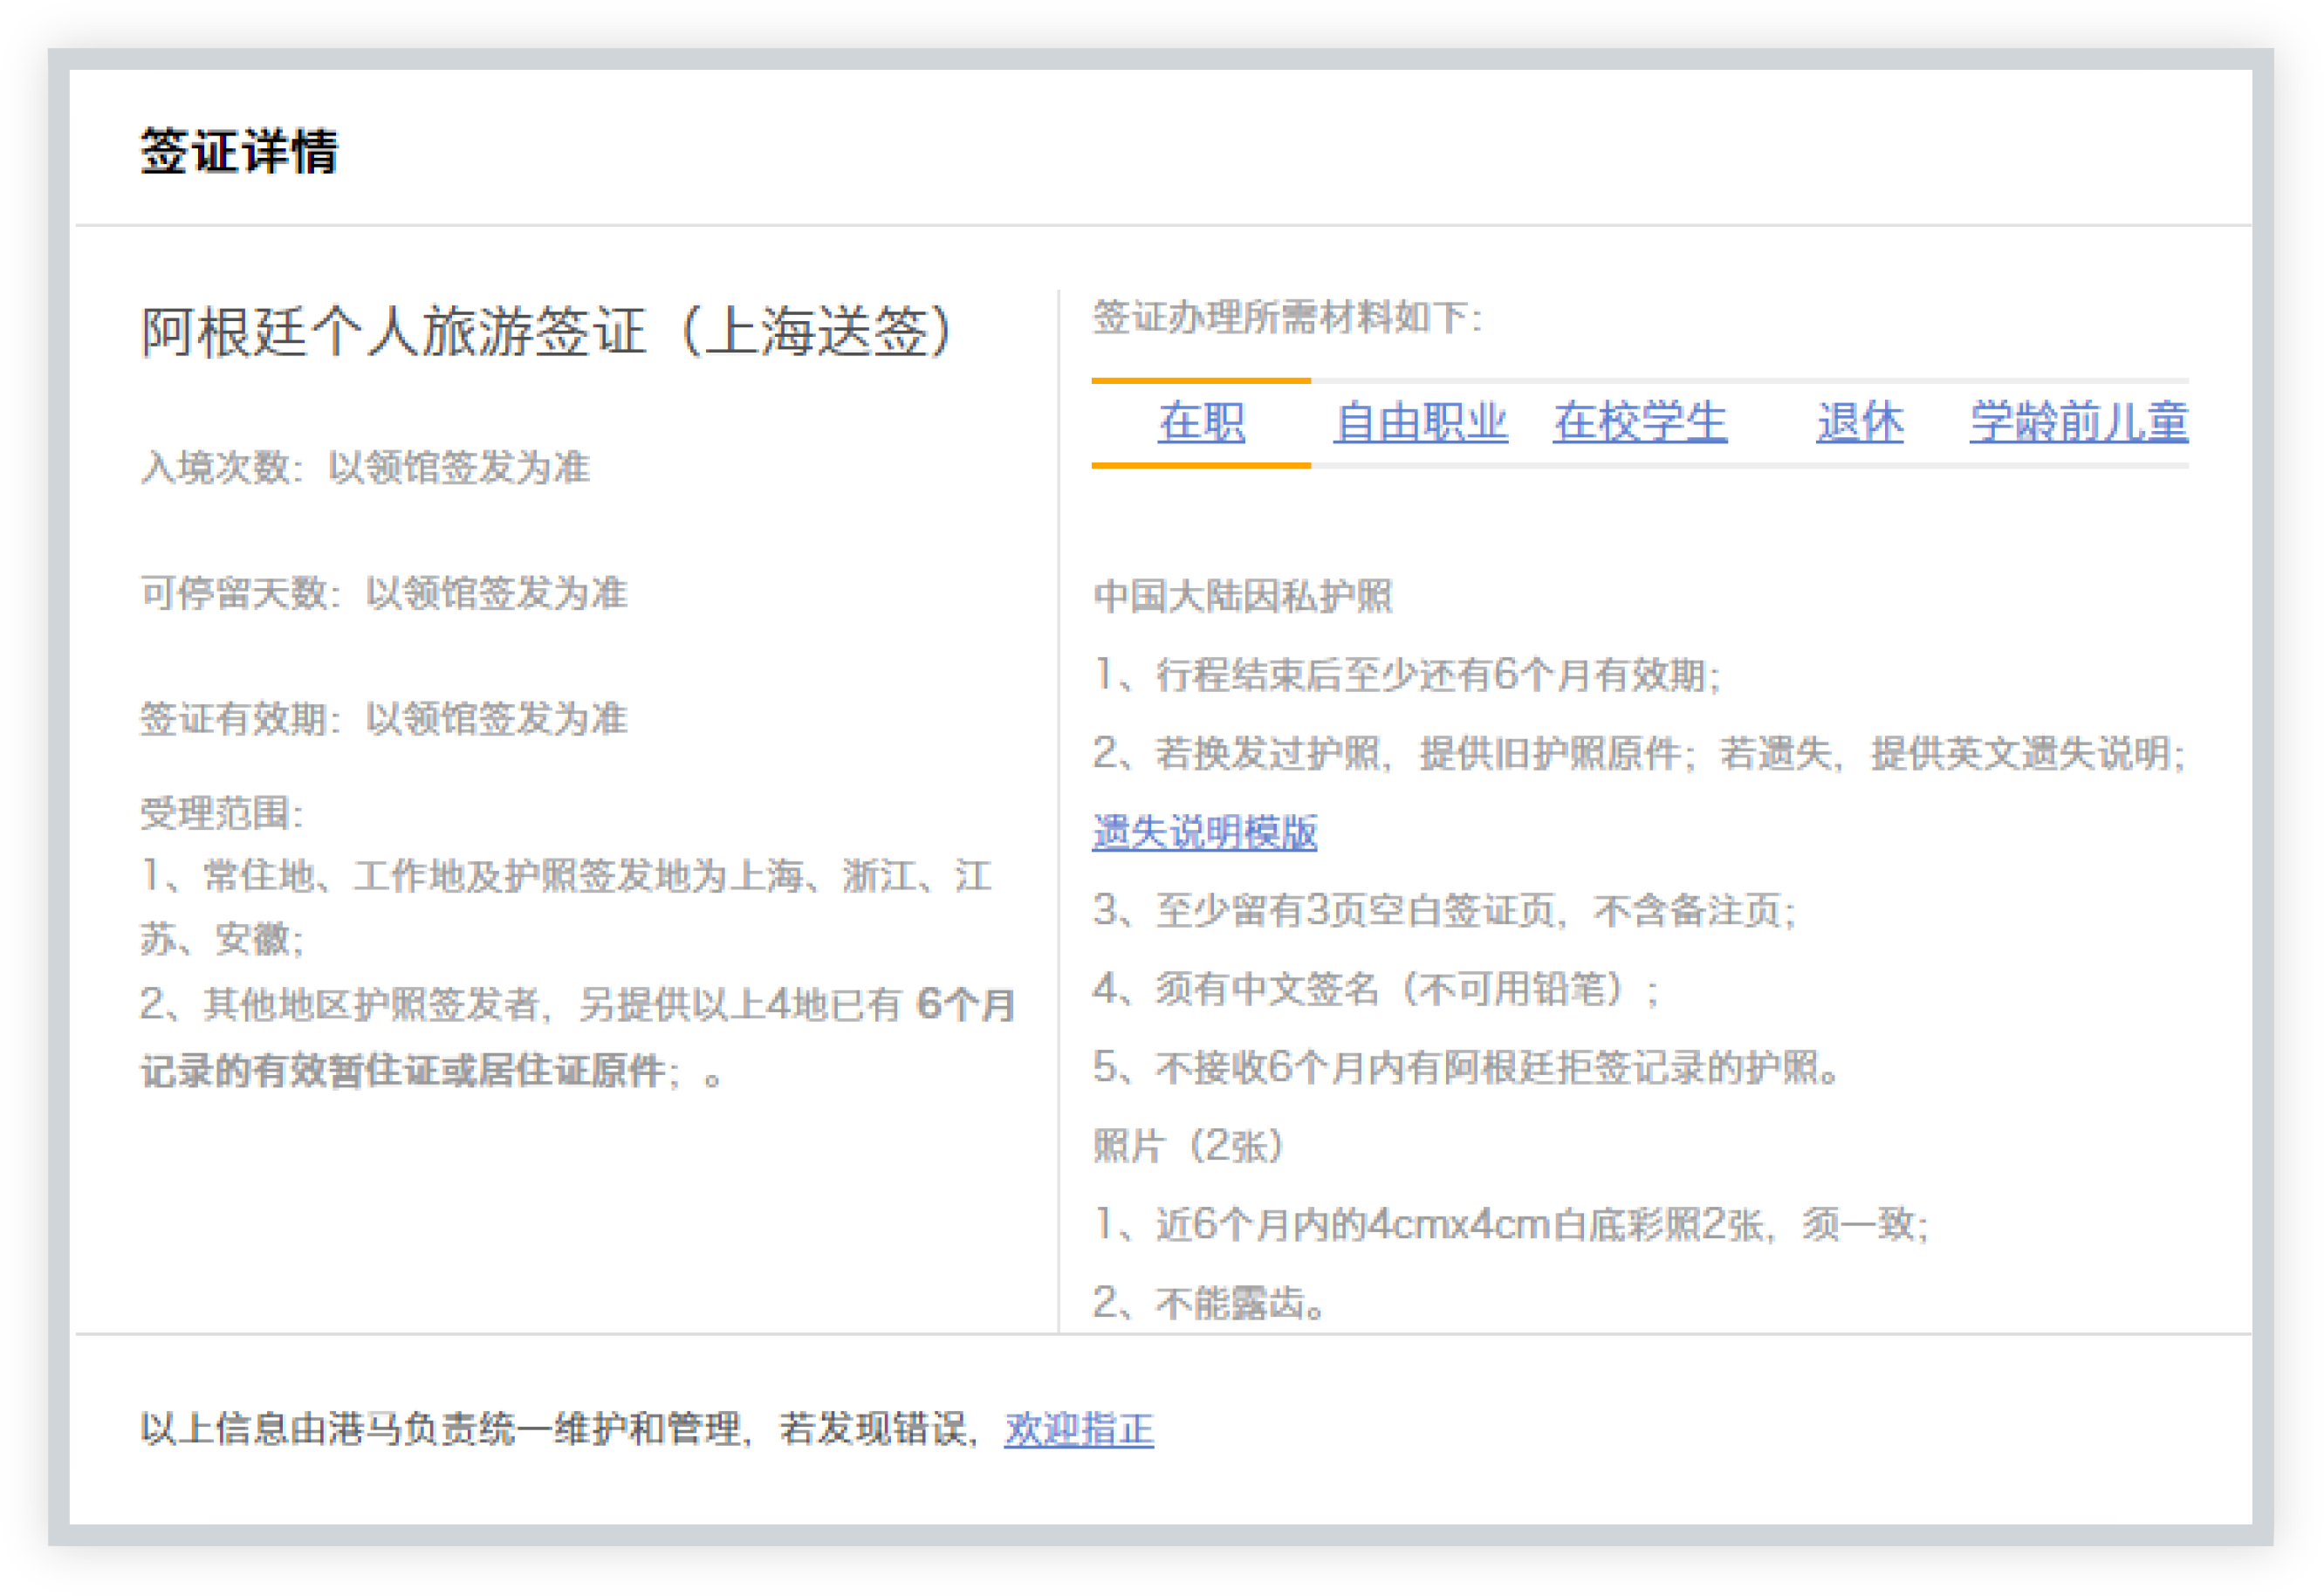 签证详情
阿根廷个人旅游签证（上海送签）
入境次数：以领馆签发为准
可停留天数：以领馆签发为准
签证有效期：以领馆签发为准
受理范围：
1、常住地、工作地及护照签发地为上海、浙江、江
苏、安徽；
2、其他地区护照签发者，另提供以上4地已有 6个月
记录的有效暂住证或居住证原件；。
签证办理所需材料如下：
在职 自由职业 在校学生 退休 学龄前儿童
中国大陆因私护照
1、行程结束后至少还有6个月有效期；
2、若换发过护照，提供旧护照原件；若遗失，提供英文遗失说明；
遗失说明模版
3、至少留有3页空白签证页，不含备注页；
4、须有中文签名（不可用铅笔）；
5、不接收6个月内有阿根廷拒签记录的护照。
照片（2张）
1、近6个月内的4cmx4cm白底彩照2张，须一致；
2、不能露齿。
以上信息由港马负责统一维护和管理，若发现错误，欢迎指正